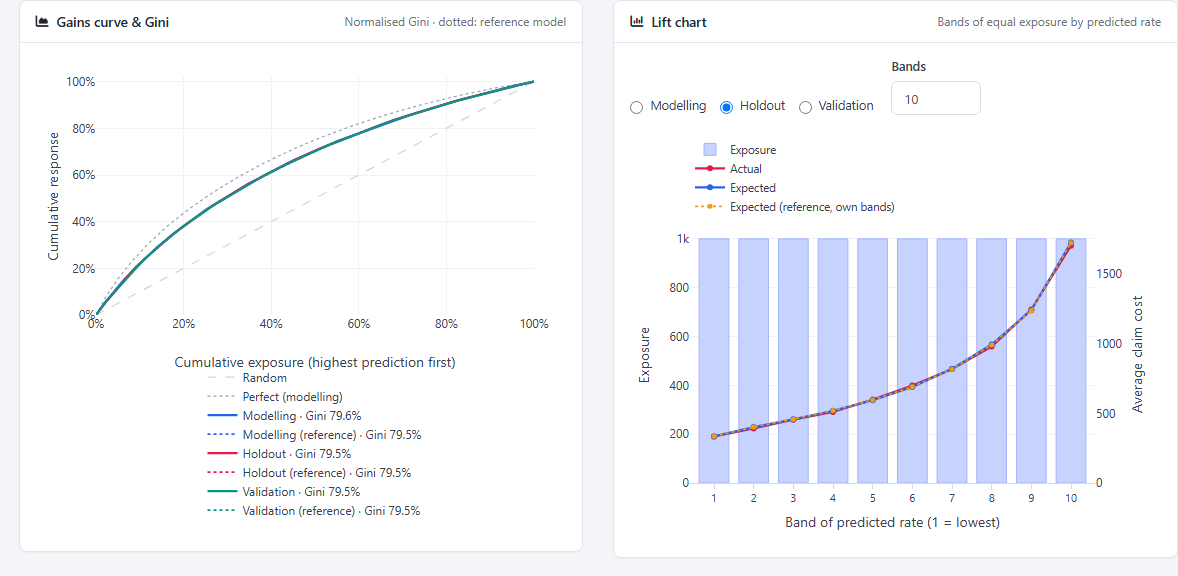 Gains curve & Gini
Normalised Gini · dotted: reference model
100%
80%
60%
40%
20%
0%
Cumulative response
0%
20%
40%
60%
80%
100%
Cumulative exposure (highest prediction first)
Random
Perfect (modelling)
Modelling · Gini 79.6%
Modelling (reference) · Gini 79.5%
Holdout · Gini 79.5%
Holdout (reference) · Gini 79.5%
Validation · Gini 79.5%
Validation (reference) · Gini 79.5%
Lift chart
Bands of equal exposure by predicted rate
Bands
Modelling
Holdout
Validation
10
Exposure
Actual
Expected
Expected (reference, own bands)
1k
800
600
400
200
0
Exposure
1500
1000
500
0
Average claim cost
1
2
3
4
5
6
7
8
9
10
Band of predicted rate (1 = lowest)